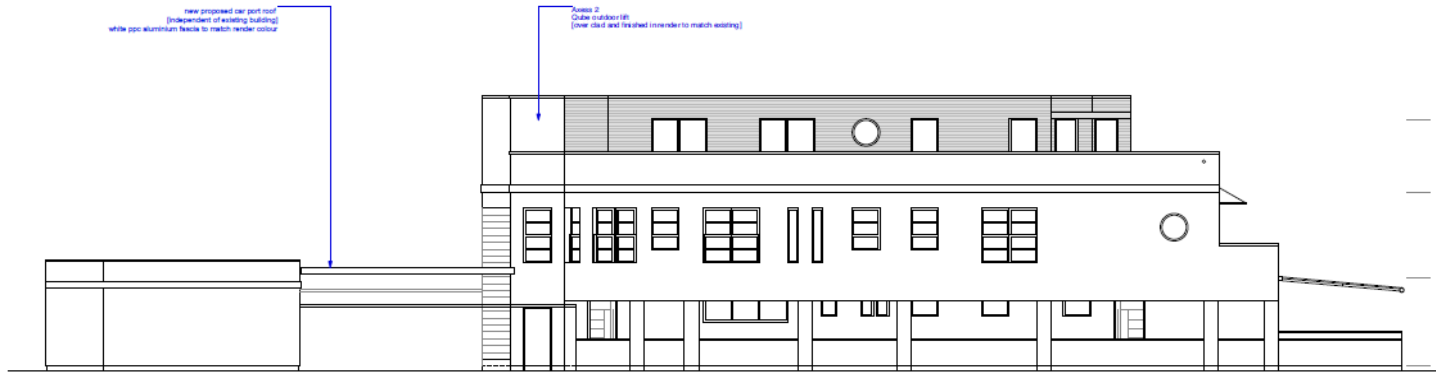 new proposed car port roof
[independent of existing building]
white ppc aluminium fascia to match render colour
Axess 2
Qube outdoor lift
[over clad and finished in render to match existing]